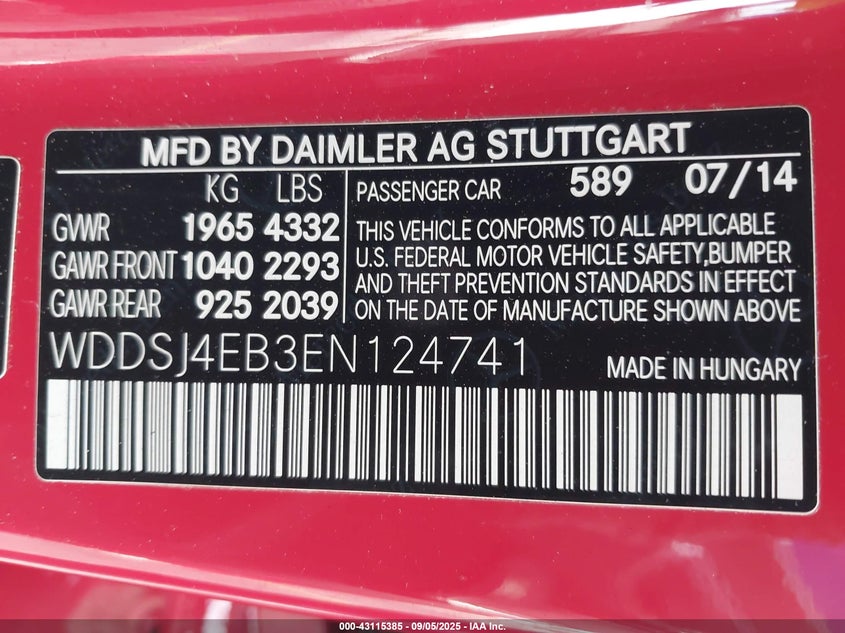 MFD BY DAIMLER AG STUTTGART
KG LBS
GVWR 1965 4332
GAWR FRONT 1040 2293
GAWR REAR 925 2039
PASSENGER CAR 589 07/14
THIS VEHICLE CONFORMS TO ALL APPLICABLE
U.S. FEDERAL MOTOR VEHICLE SAFETY,BUMPER
AND THEFT PREVENTION STANDARDS IN EFFECT
ON THE DATE OF MANUFACTURE SHOWN ABOVE
WDDSJ4EB3EN124741 MADE IN HUNGARY
000-43115385 - 09/05/2025 - IAA Inc.